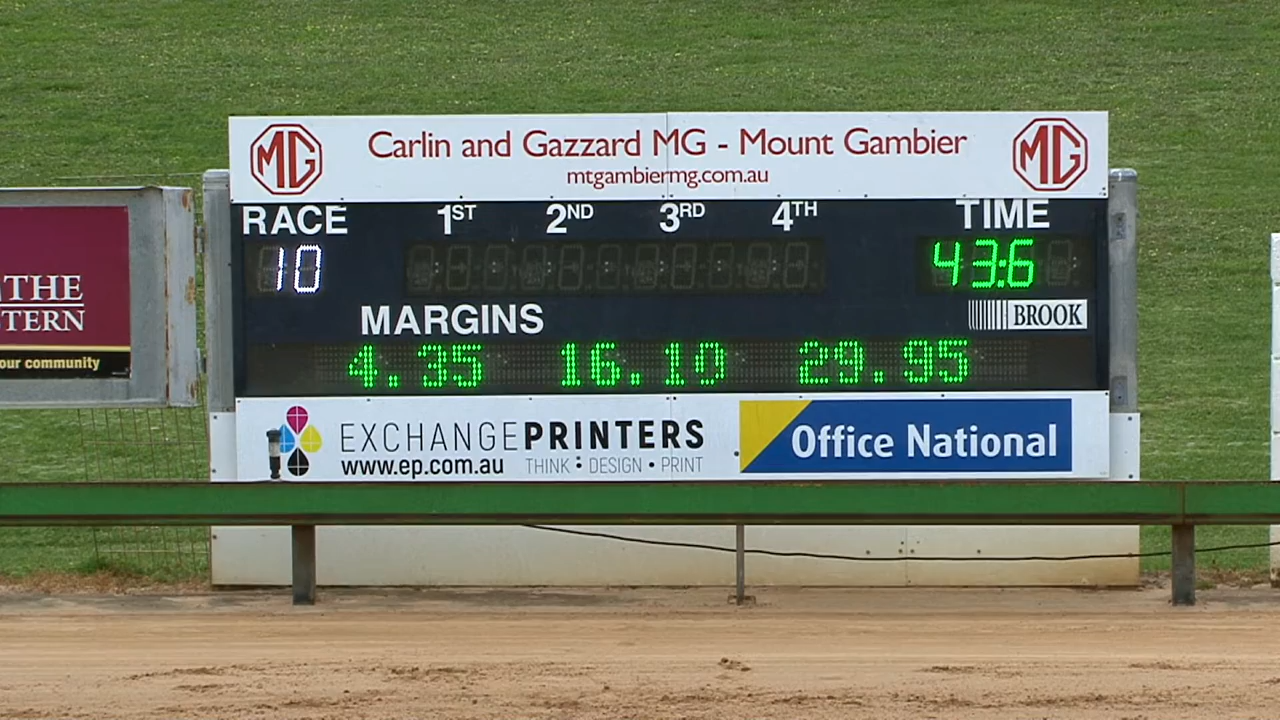 MG Carlin and Gazzard MG - Mount Gambier MG
mtgambiermg.com.au
RACE 1ST 2ND 3RD 4TH TIME
10 43:6
MARGINS BROOK
4.35 16.10 29.95
EXCHANGEPRINTERS
www.ep.com.au THINK : DESIGN • PRINT
Office National
THE
TERN
our community